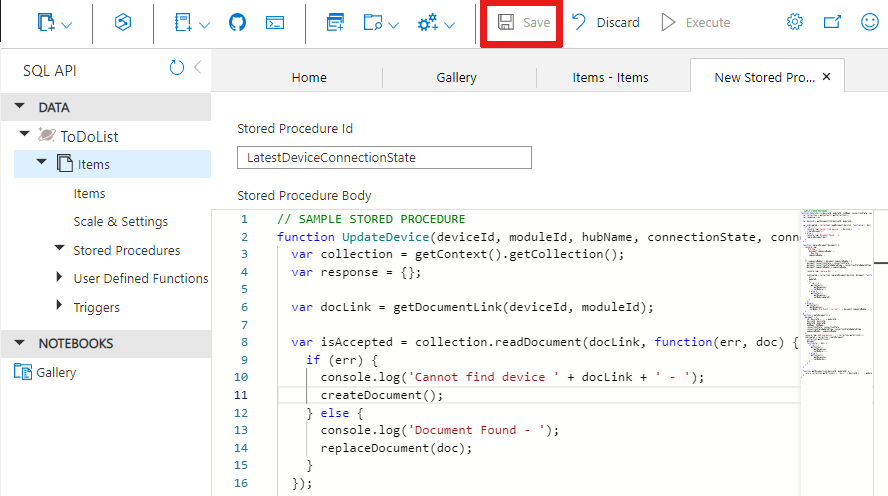 Save
Discard
Execute
SQL API
Home
Gallery
Items - Items
New Stored Pro...
DATA
ToDoList
Items
Items
Scale & Settings
Stored Procedures
User Defined Functions
Triggers
NOTEBOOKS
Gallery
Stored Procedure Id
LatestDeviceConnectionState
Stored Procedure Body
1 // SAMPLE STORED PROCEDURE
2 function UpdateDevice(deviceId, moduleId, hubName, connectionState, conn
3 var collection = getContext().getCollection();
4 var response = {};
5
6 var docLink = getDocumentLink(deviceId, moduleId);
7
8 var isAccepted = collection.readDocument(docLink, function(err, doc) {
9 if (err) {
10 console.log('Cannot find device ' + docLink + ' - ');
11 createDocument();
12 } else {
13 console.log('Document Found - ');
14 replaceDocument(doc);
15 }
16 });